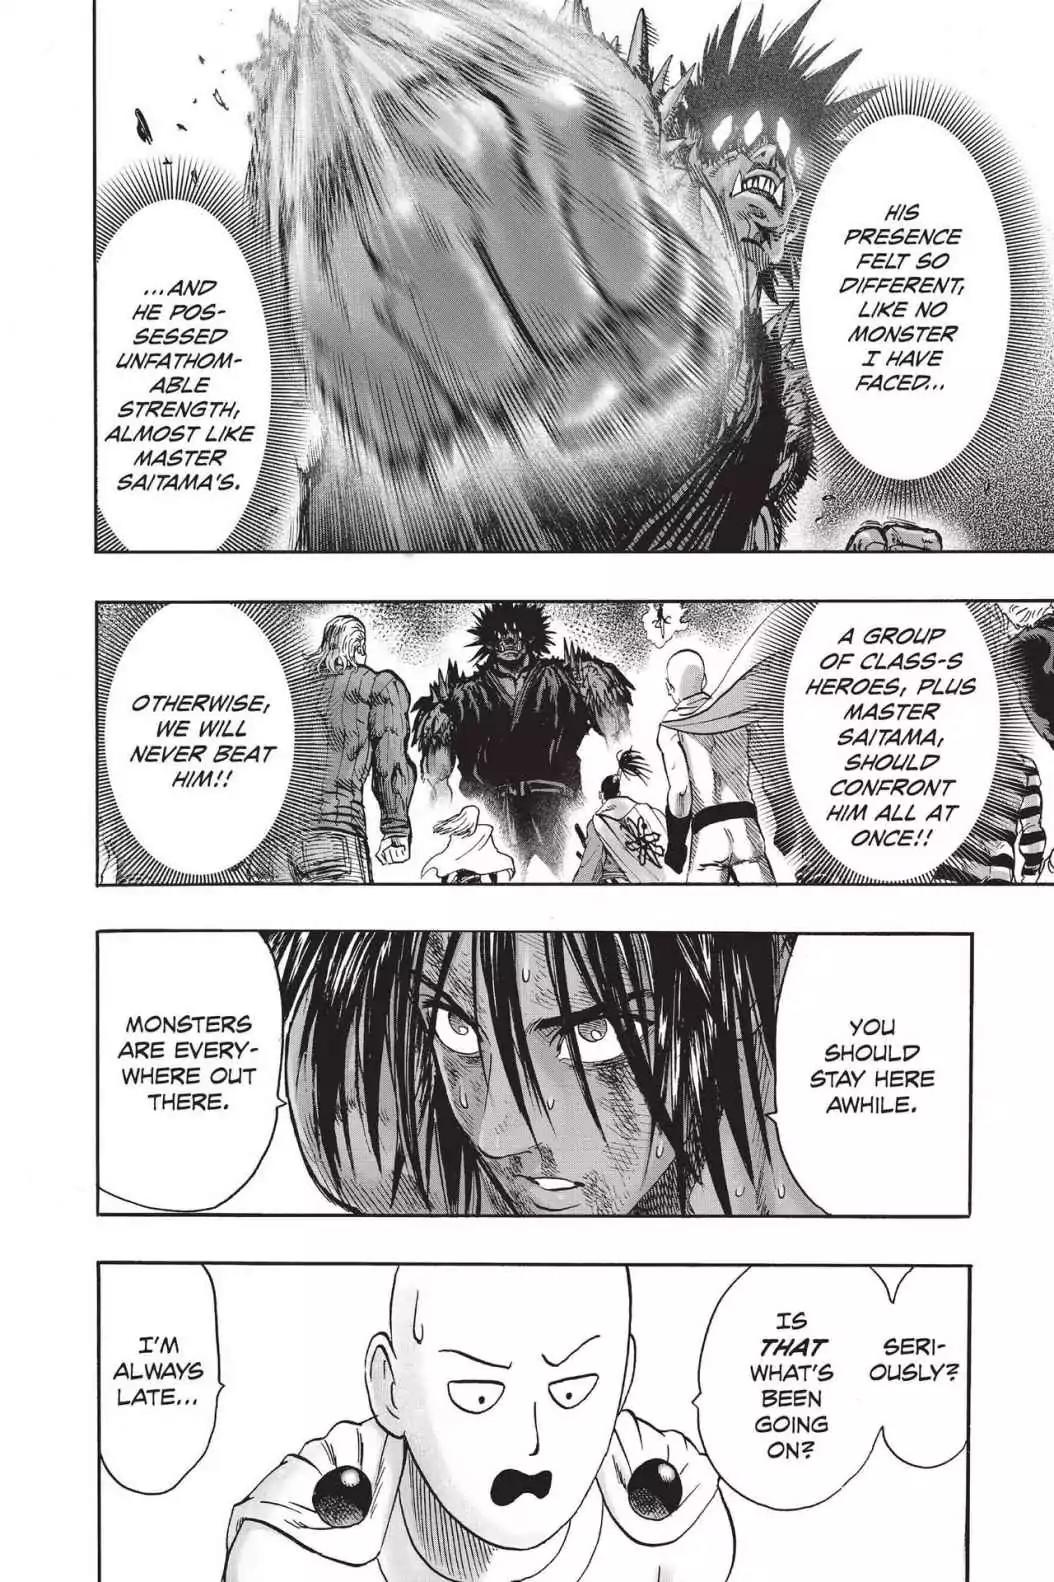 HIS
PRESENCE
FELT SO
DIFFERENT,
LIKE NO
MONSTER
I HAVE
FACED...
...AND
HE POS-
SESSED
UNFATHOM-
ABLE
STRENGTH,
ALMOST LIKE
MASTER
SAITAMA'S.
A GROUP
OF CLASS-S
HEROES, PLUS
MASTER
SAITAMA,
SHOULD
CONFRONT
HIM ALL AT
ONCE!!
OTHERWISE,
WE WILL
NEVER BEAT
HIM!!
YOU
SHOULD
STAY HERE
AWHILE.
MONSTERS
ARE EVERY-
WHERE OUT
THERE.
SERI-
OUSLY?
IS
THAT
WHAT'S
BEEN
GOING
ON?
I'M
ALWAYS
LATE...